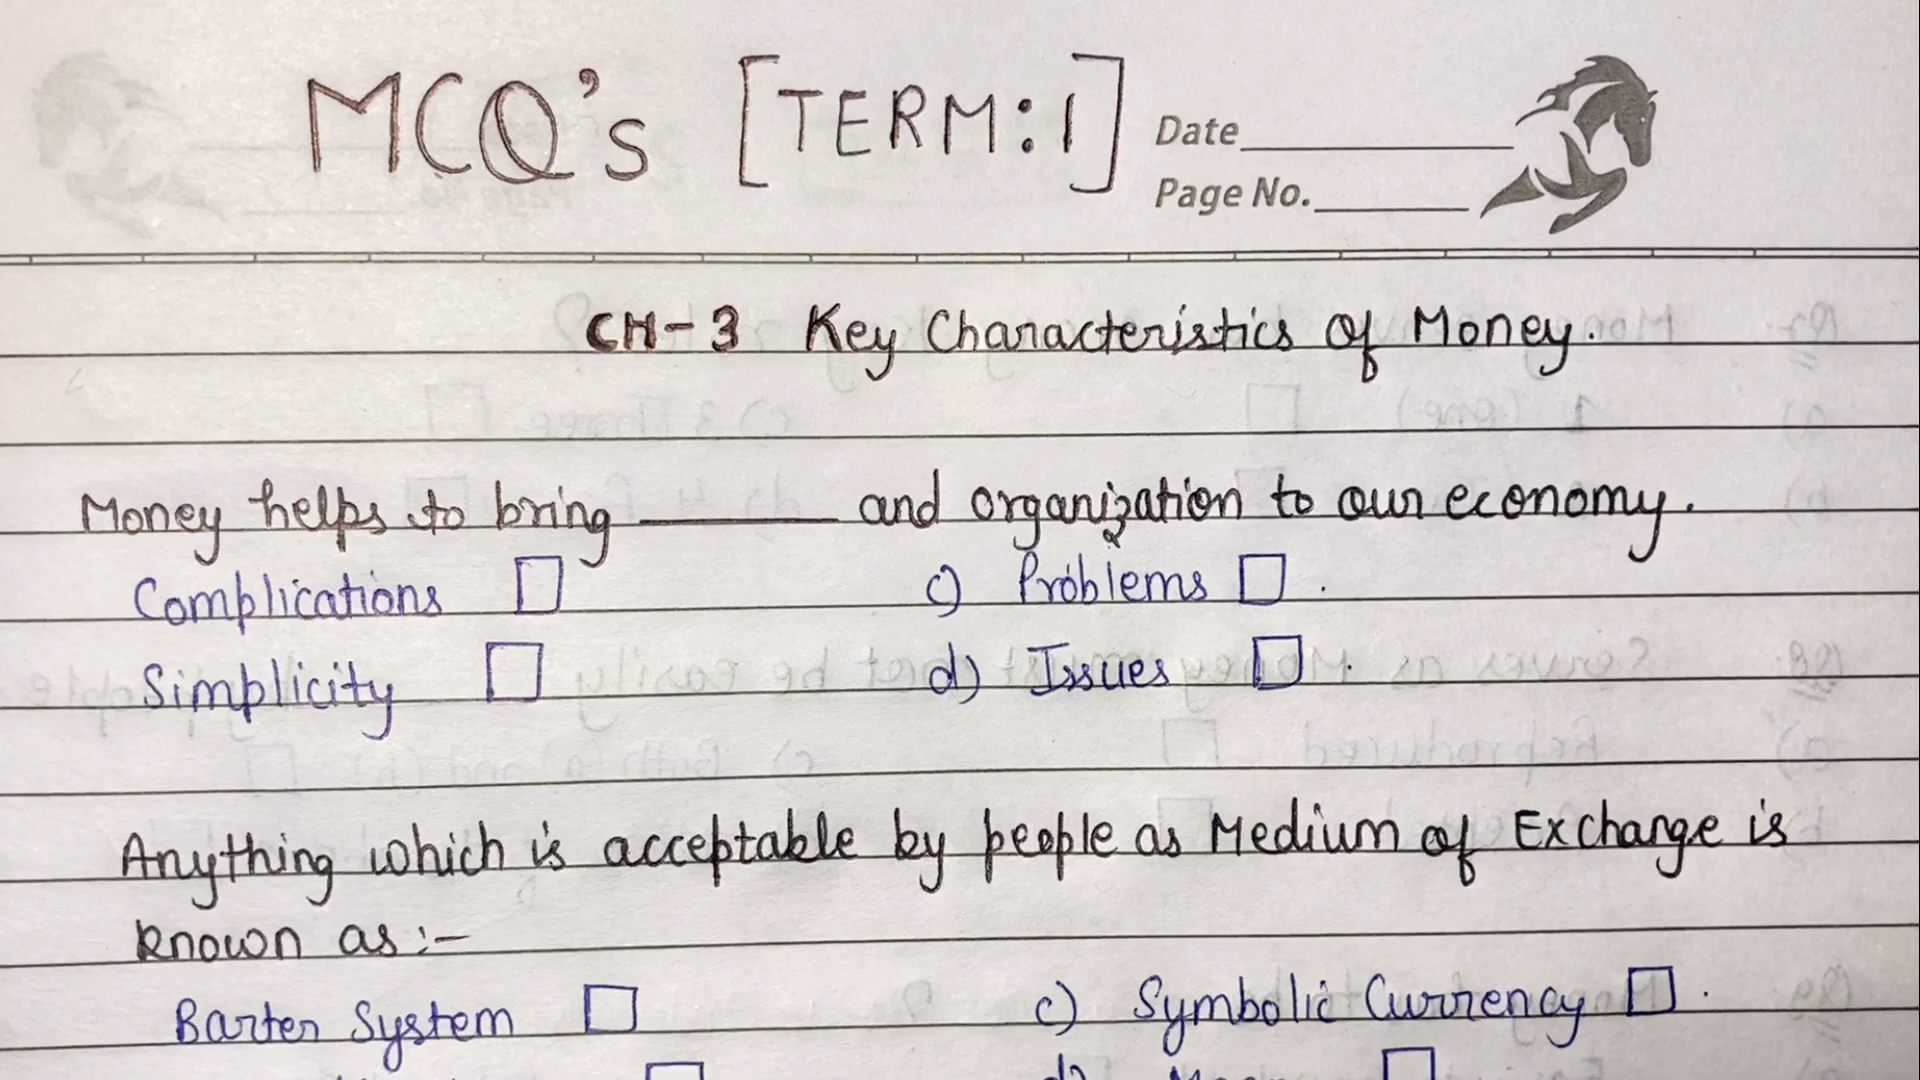 MCQ's [TERM:1]
Date
Page No.
CH-3 Key Characteristics of Money.
Money helps to bring ______ and organization to our economy.
Complications □ c) Problems □ .
Simplicity □ d) Issues □ .
Anything which is acceptable by people as Medium of Exchange is
known as :-
Barter System □ c) Symbolic Currency □ .
d)